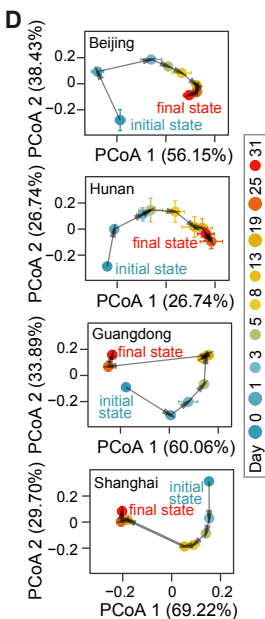 D
Beijing
PCoA 2 (38.43%)
0.2
−0.2
final state
initial state
PCoA 1 (56.15%)
Hunan
PCoA 2 (26.74%)
0.2
0
−0.2
final state
initial state
PCoA 1 (26.74%)
Guangdong
PCoA 2 (33.89%)
0.2
0
−0.2
final state
initial
state
PCoA 1 (60.06%)
Shanghai
PCoA 2 (29.70%)
0.2
0
−0.2
initial
state
final state
−0.2
0
0.2
PCoA 1 (69.22%)
Day 0 1 3 5 8 13 19 25 31